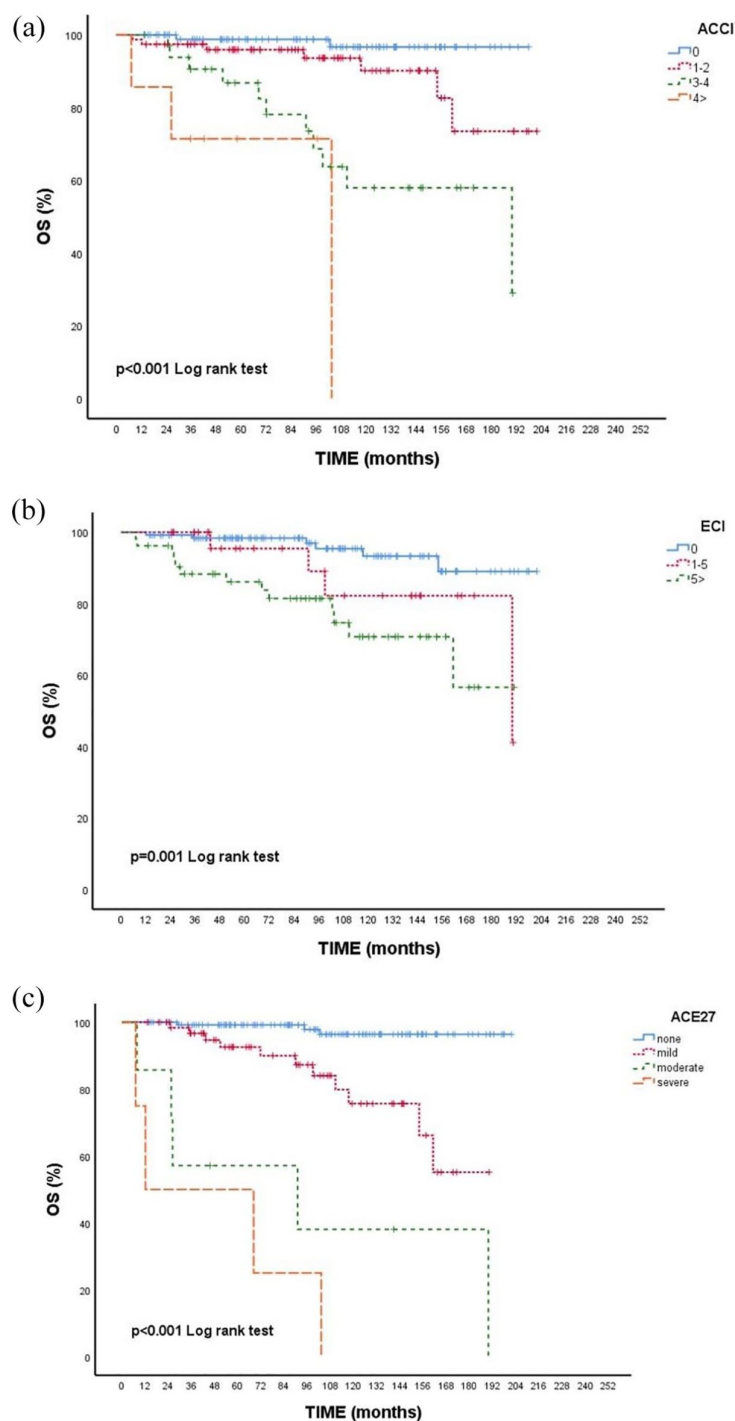 (a)
ACCI
0
1-2
3-4
4>
100
80
60
40
20
0
OS (%)
p<0.001 Log rank test
0 12 24 36 48 60 72 84 96 108 120 132 144 156 168 180 192 204 216 228 240 252
TIME (months)
(b)
ECI
0
1-5
5>
100
80
60
40
20
0
OS (%)
p=0.001 Log rank test
0 12 24 36 48 60 72 84 96 108 120 132 144 156 168 180 192 204 216 228 240 252
TIME (months)
(c)
ACE27
none
mild
moderate
severe
100
80
60
40
20
0
OS (%)
p<0.001 Log rank test
0 12 24 36 48 60 72 84 96 108 120 132 144 156 168 180 192 204 216 228 240 252
TIME (months)